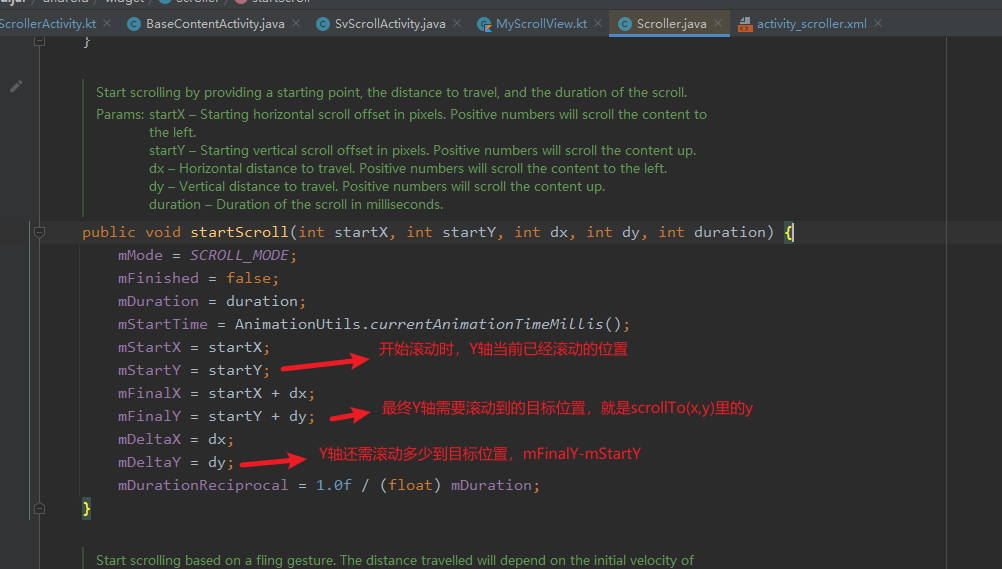 ScrollerActivity.kt
BaseContentActivity.java
SvScrollActivity.java
MyScrollView.kt
Scroller.java
activity_scroller.xml
}
Start scrolling by providing a starting point, the distance to travel, and the duration of the scroll.
Params: startX – Starting horizontal scroll offset in pixels. Positive numbers will scroll the content to
the left.
startY – Starting vertical scroll offset in pixels. Positive numbers will scroll the content up.
dx – Horizontal distance to travel. Positive numbers will scroll the content to the left.
dy – Vertical distance to travel. Positive numbers will scroll the content up.
duration – Duration of the scroll in milliseconds.
public void startScroll(int startX, int startY, int dx, int dy, int duration) {
mMode = SCROLL_MODE;
mFinished = false;
mDuration = duration;
mStartTime = AnimationUtils.currentAnimationTimeMillis();
mStartX = startX;
开始滚动时，Y轴当前已经滚动的位置
mStartY = startY;
mFinalX = startX + dx;
最终Y轴需要滚动到的目标位置，就是scrollTo(x,y)里的y
mFinalY = startY + dy;
mDeltaX = dx;
Y轴还需滚动多少到目标位置，mFinalY-mStartY
mDeltaY = dy;
mDurationReciprocal = 1.0f / (float) mDuration;
}
Start scrolling based on a fling gesture. The distance travelled will depend on the initial velocity of